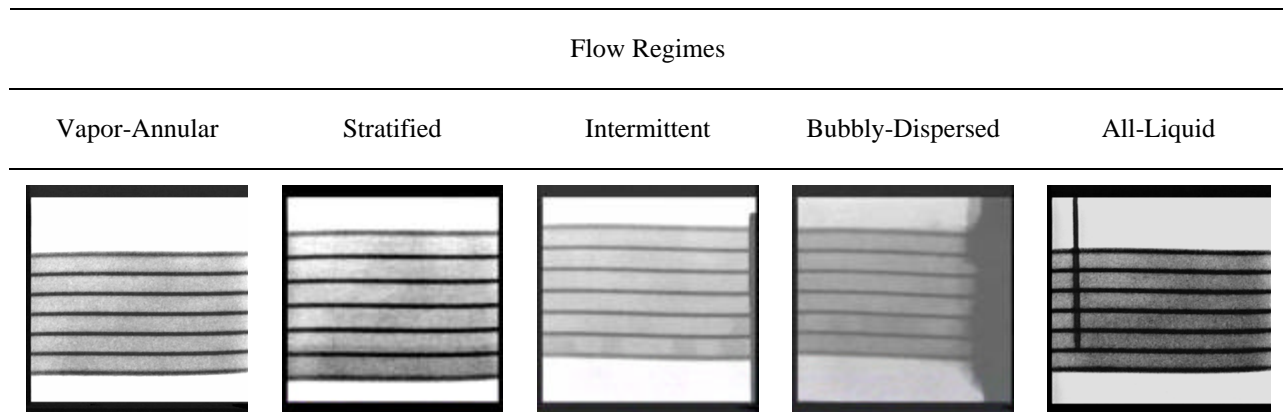 Flow Regimes
Vapor-Annular Stratified Intermittent Bubbly-Dispersed All-Liquid